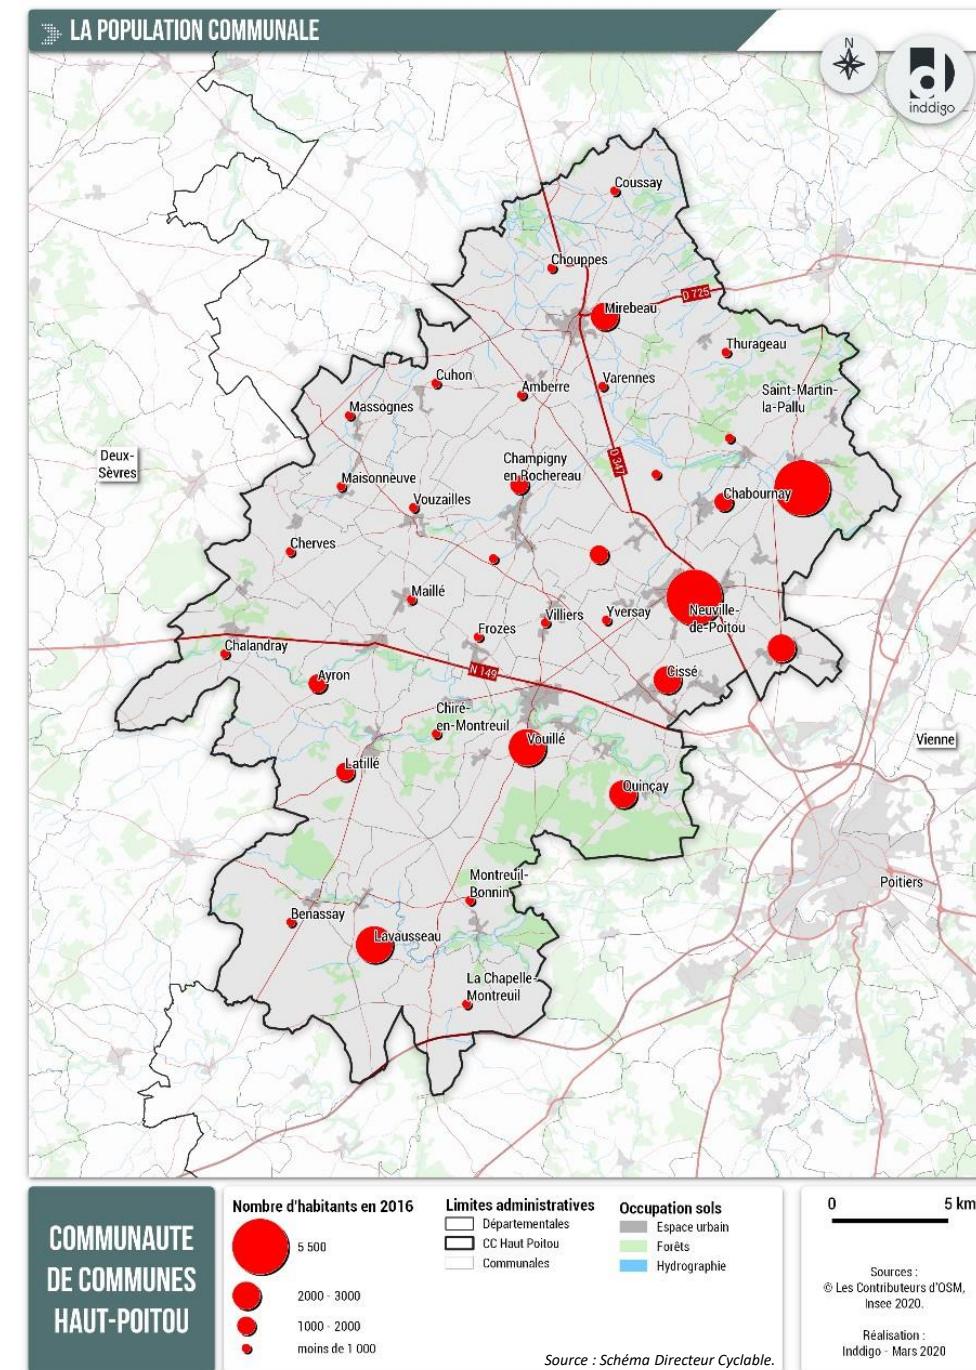 LA POPULATION COMMUNALE
N
inddigo
Coussay
Chouppes
D 725
Mirebeau
Thurageau
Cuhon
Amberre
Varennes
Saint-Martin-
la-Pallu
Massognes
Deux-
Sèvres
D 347
Champigny
en Rochereau
Maisonneuve
Vouzailles
Chabournay
Cherves
Maillé
Villiers
Yversay
Neuville-
de-Poitou
Frozes
Chalandray
N 149
Ayron
Cissé
Chiré-
en-Montreuil
Vouillé
Vienne
Latillé
Quinçay
Montreuil-
Bonnin
Poitiers
Benassay
Lavausseau
La Chapelle-
Montreuil
COMMUNAUTE
DE COMMUNES
HAUT-POITOU
Nombre d'habitants en 2016
5 500
2000 - 3000
1000 - 2000
moins de 1 000
Limites administratives
Départementales
CC Haut Poitou
Communales
Occupation sols
Espace urbain
Forêts
Hydrographie
Source : Schéma Directeur Cyclable.
0 5 km
Sources :
© Les Contributeurs d'OSM,
Insee 2020.
Réalisation :
Inddigo - Mars 2020